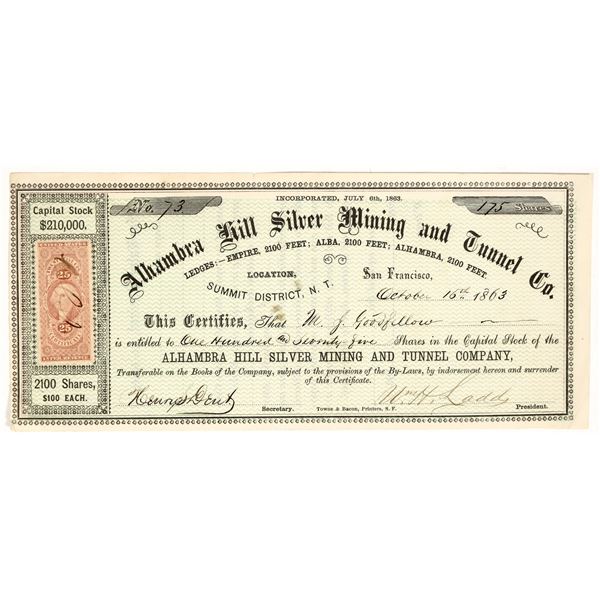 INCORPORATED, JULY 6th, 1863.
No. 73
175 Shares
Capital Stock
$210,000.
Alhambra Hill Silver Mining and Tunnel Co.
LEDGES:—EMPIRE, 2100 FEET; ALBA, 2100 FEET; ALHAMBRA, 2100 FEET.
LOCATION,
SUMMIT DISTRICT, N. T.
San Francisco,
October 15th 1863
25
25
This Certifies, That M. J. Goodfellow
is entitled to One Hundred & Seventy five Shares in the Capital Stock of the
ALHAMBRA HILL SILVER MINING AND TUNNEL COMPANY,
Transferable on the Books of the Company, subject to the provisions of the By-Laws, by indorsement hereon and surrender
of this Certificate.
2100 Shares,
$100 EACH.
Henry S Dent
Wm H. Ladd
Secretary.
Towne & Bacon, Printers, S. F.
President.